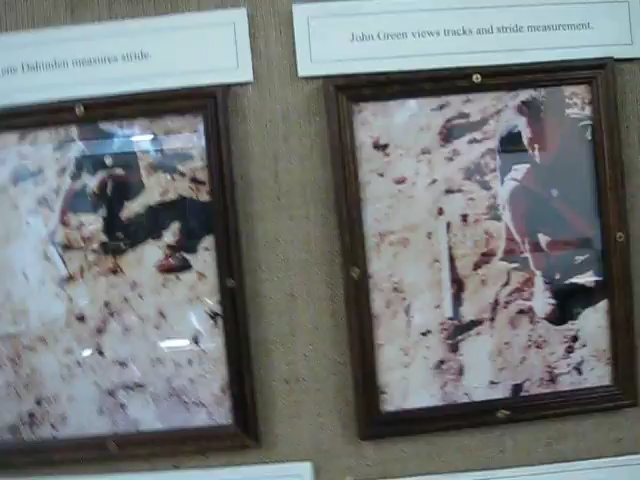 Dahinden measures stride.
John Green views tracks and stride measurement.